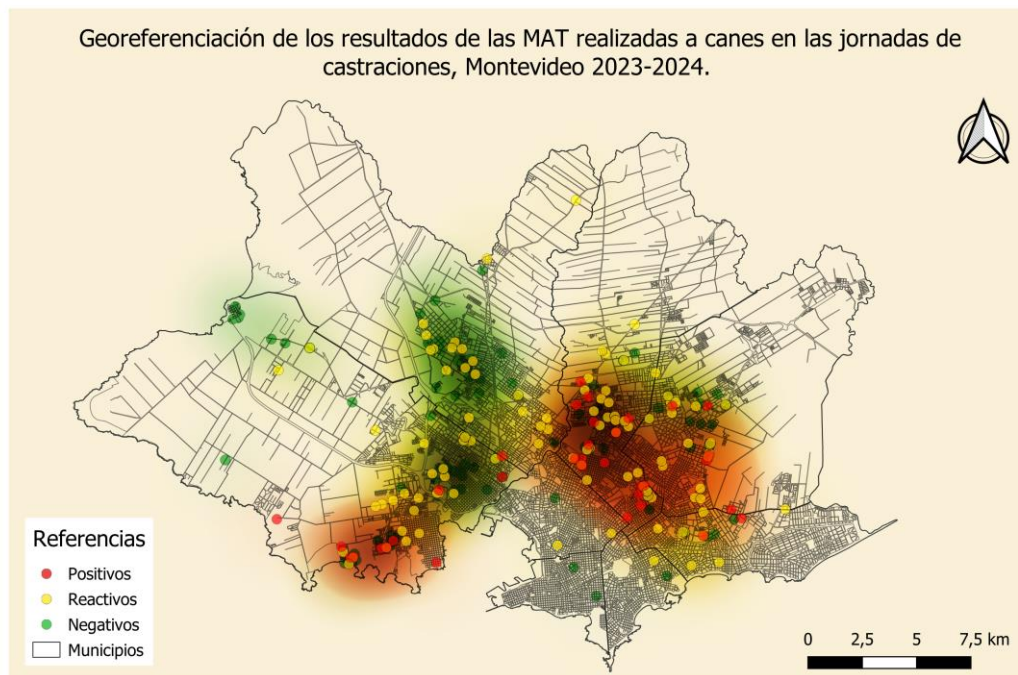 Georeferenciación de los resultados de las MAT realizadas a canes en las jornadas de
castraciones, Montevideo 2023-2024.
Referencias
Positivos
Reactivos
Negativos
Municipios
0 2,5 5 7,5 km